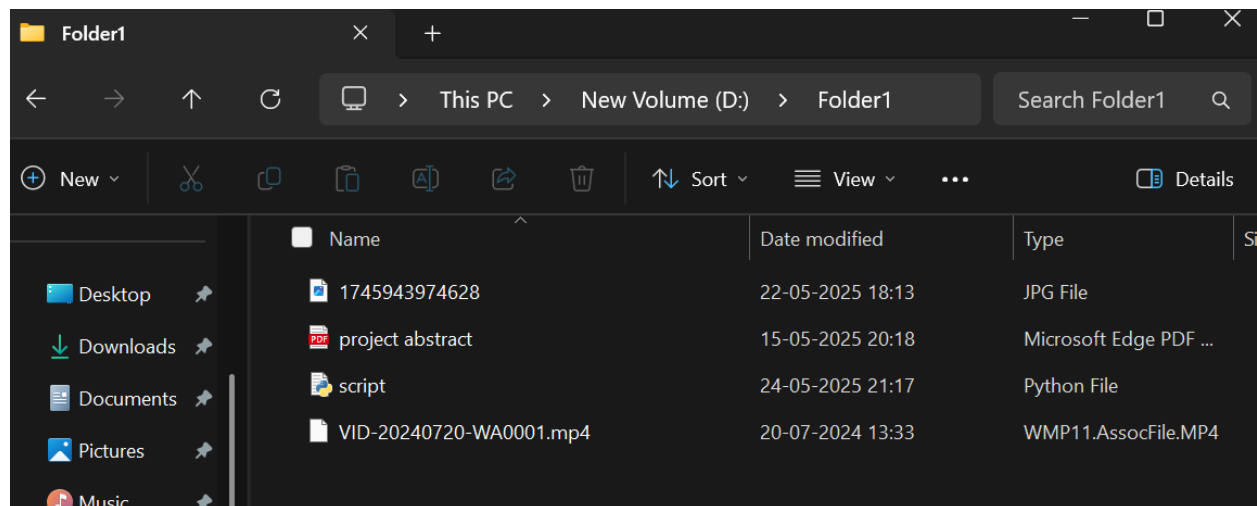 Folder1
This PC > New Volume (D:) > Folder1
Search Folder1
New
Sort
View
Details
Name Date modified Type
Desktop
Downloads
Documents
Pictures
Music
1745943974628 22-05-2025 18:13 JPG File
PDF project abstract 15-05-2025 20:18 Microsoft Edge PDF ...
script 24-05-2025 21:17 Python File
VID-20240720-WA0001.mp4 20-07-2024 13:33 WMP11.AssocFile.MP4